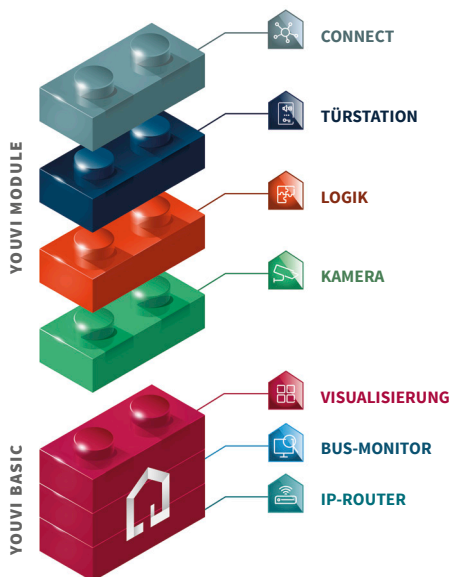 YOUVI MODULE
CONNECT
TÜRSTATION
LOGIK
KAMERA
YOUVI BASIC
VISUALISIERUNG
BUS-MONITOR
IP-ROUTER